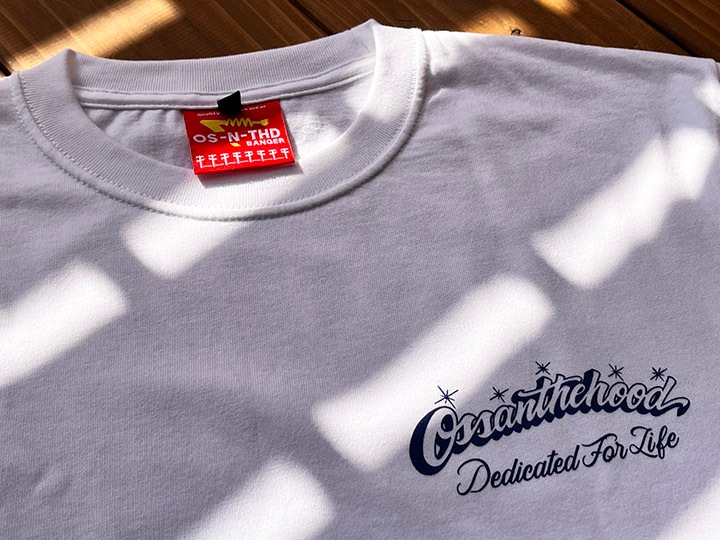 OS-N-THD
BANGER
Ossanthehood
Dedicated For Life